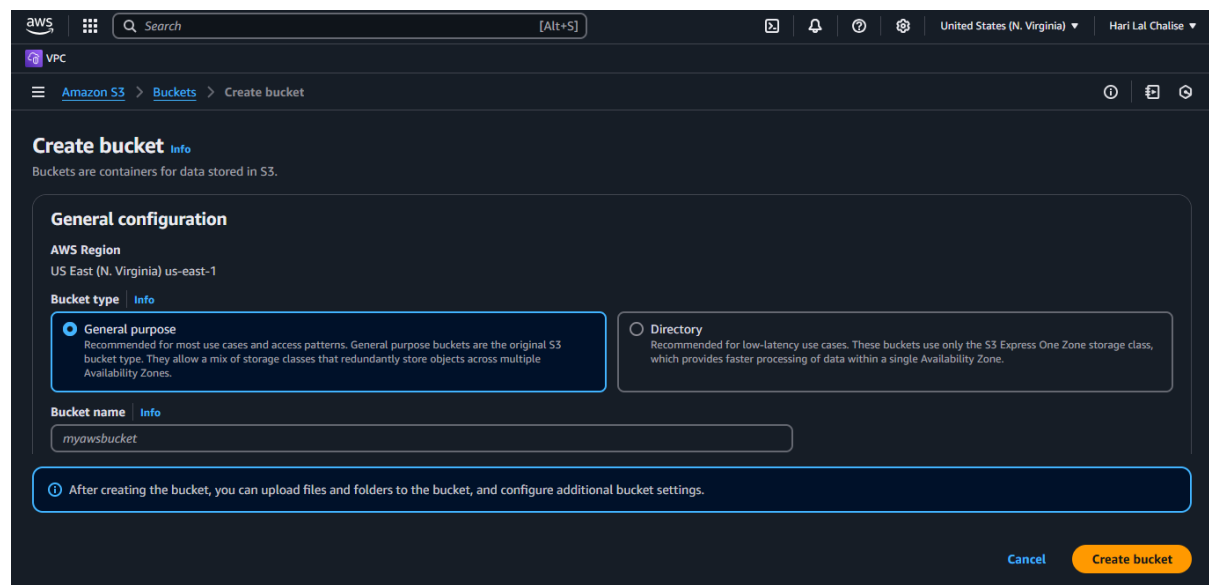 aws
Search [Alt+S]
United States (N. Virginia) Hari Lal Chalise
VPC
Amazon S3 > Buckets > Create bucket
Create bucket Info
Buckets are containers for data stored in S3.
General configuration
AWS Region
US East (N. Virginia) us-east-1
Bucket type Info
General purpose
Recommended for most use cases and access patterns. General purpose buckets are the original S3
bucket type. They allow a mix of storage classes that redundantly store objects across multiple
Availability Zones.
Directory
Recommended for low-latency use cases. These buckets use only the S3 Express One Zone storage class,
which provides faster processing of data within a single Availability Zone.
Bucket name Info
myawsbucket
After creating the bucket, you can upload files and folders to the bucket, and configure additional bucket settings.
Cancel Create bucket